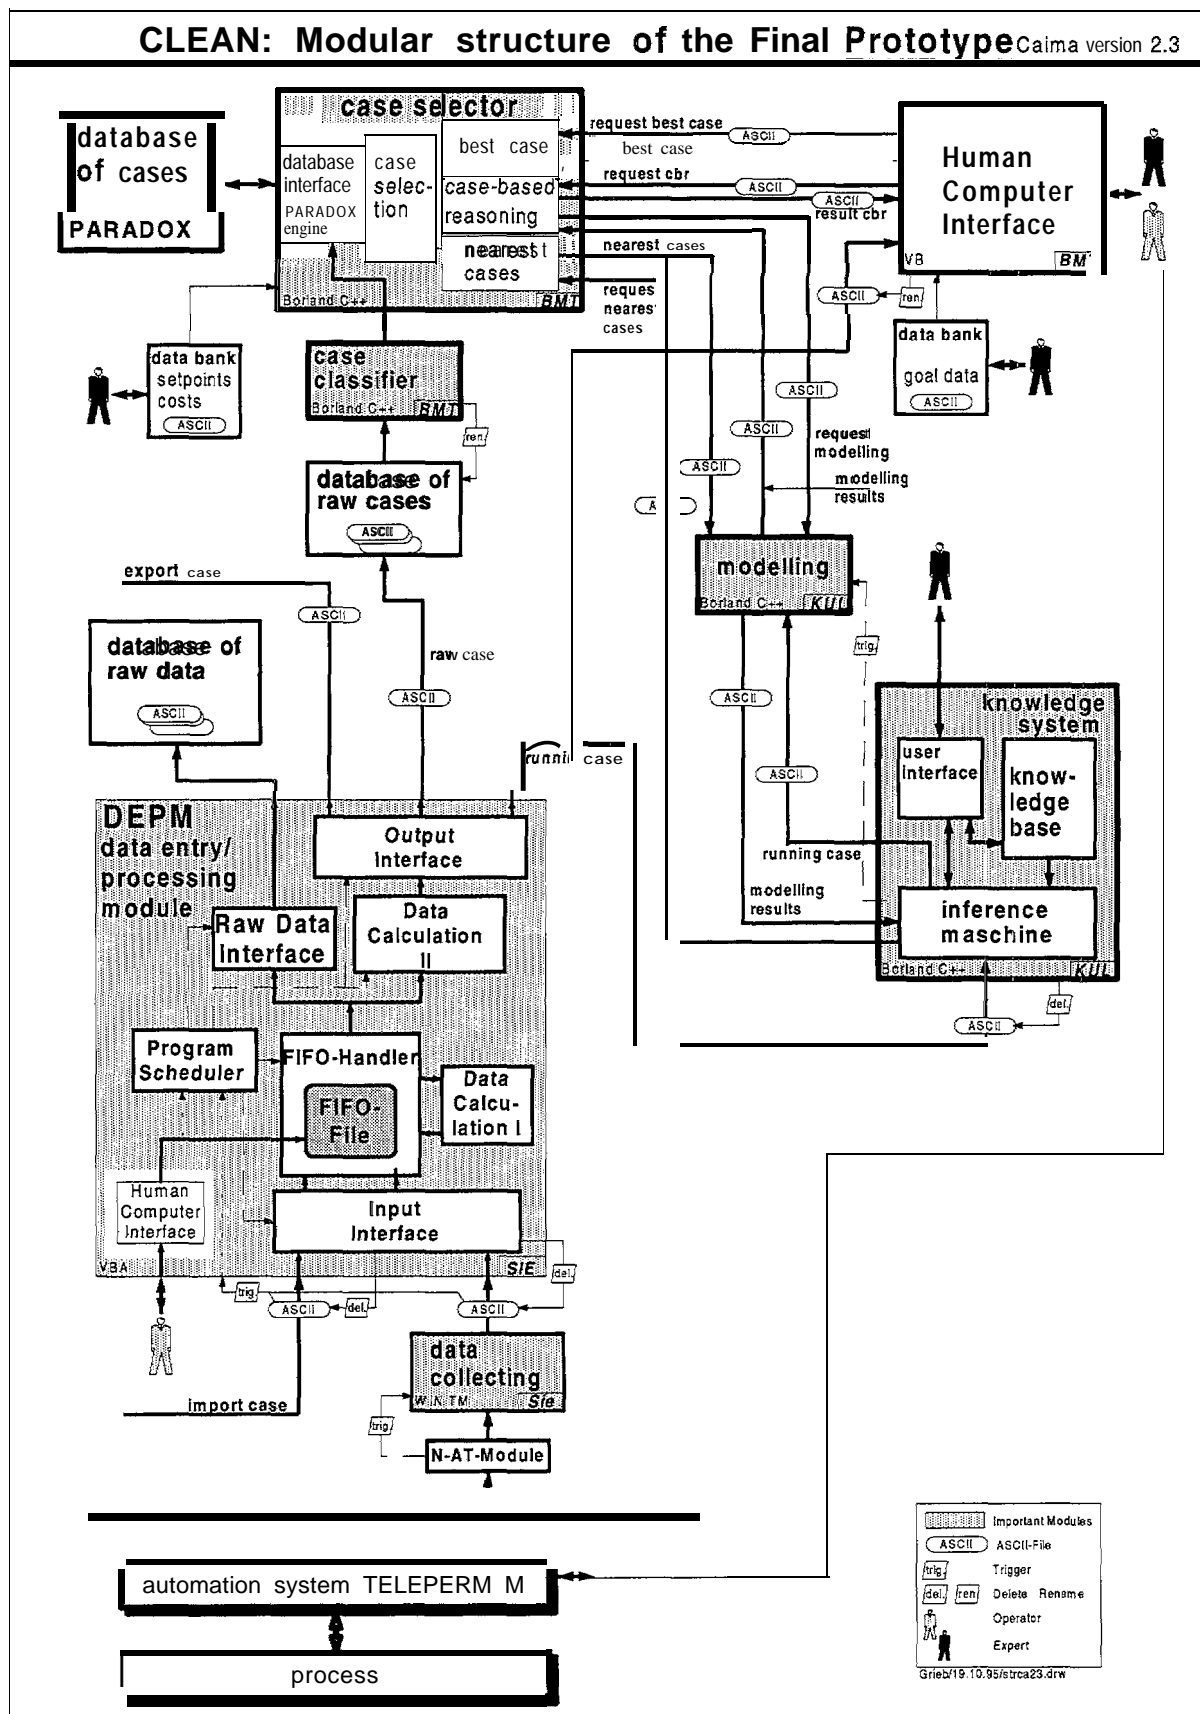 CLEAN: Modular structure of the Final Prototype Caima version 2.3
database
of cases
PARADOX
case selector
database
interface
PARADOX
engine
case
selec-
tion
best case
case-based
reasoning
nearest
cases
Borland C++
BMT
request best case
ASCII
best case
request cbr
ASCII
ASCII
result cbr
nearest cases
reques
neares
cases
Human
Computer
Interface
VB
BM
ASCII
ren
data bank
setpoints
costs
ASCII
case
classifier
Borland C++
BMT
ren
data bank
goal data
ASCII
ASCII
ASCII
ASCII
request
modelling
modelling
results
database of
raw cases
ASCII
modelling
Borland C++
KUL
export case
ASCII
database of
raw data
ASCII
raw case
ASCII
trig.
ASCII
knowledge
system
user
interface
know-
ledge
base
running case
ASCII
running case
modelling
results
inference
maschine
Borland C++
KUL
del.
ASCII
DEPM
data entry/
processing
module
Output
Interface
Raw Data
Interface
Data
Calculation
II
Program
Scheduler
FIFO-Handler
FIFO-
File
Data
Calcu-
lation I
Human
Computer
Interface
Input
Interface
VBA
SIE
del.
trig.
ASCII
del.
ASCII
data
collecting
WIN TM
Sie
import case
trig.
N-AT-Module
automation system TELEPERM M
process
Important Modules
ASCII
ASCII-File
trig.
Trigger
del.
ren
Delete Rename
Operator
Expert
Grieb/19.10.95/strca23.drw